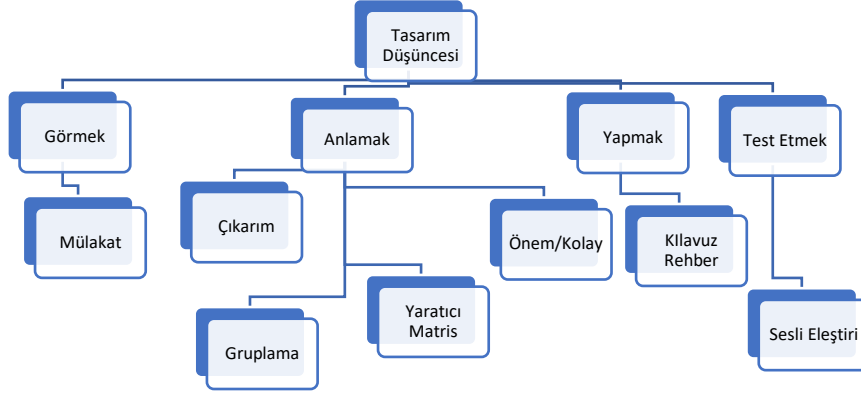 Tasarım
Düşüncesi
Görmek
Anlamak
Yapmak
Test Etmek
Mülakat
Çıkarım
Önem/Kolay
KIlavuz
Rehber
Gruplama
Yaratıcı
Matris
Sesli Eleştiri